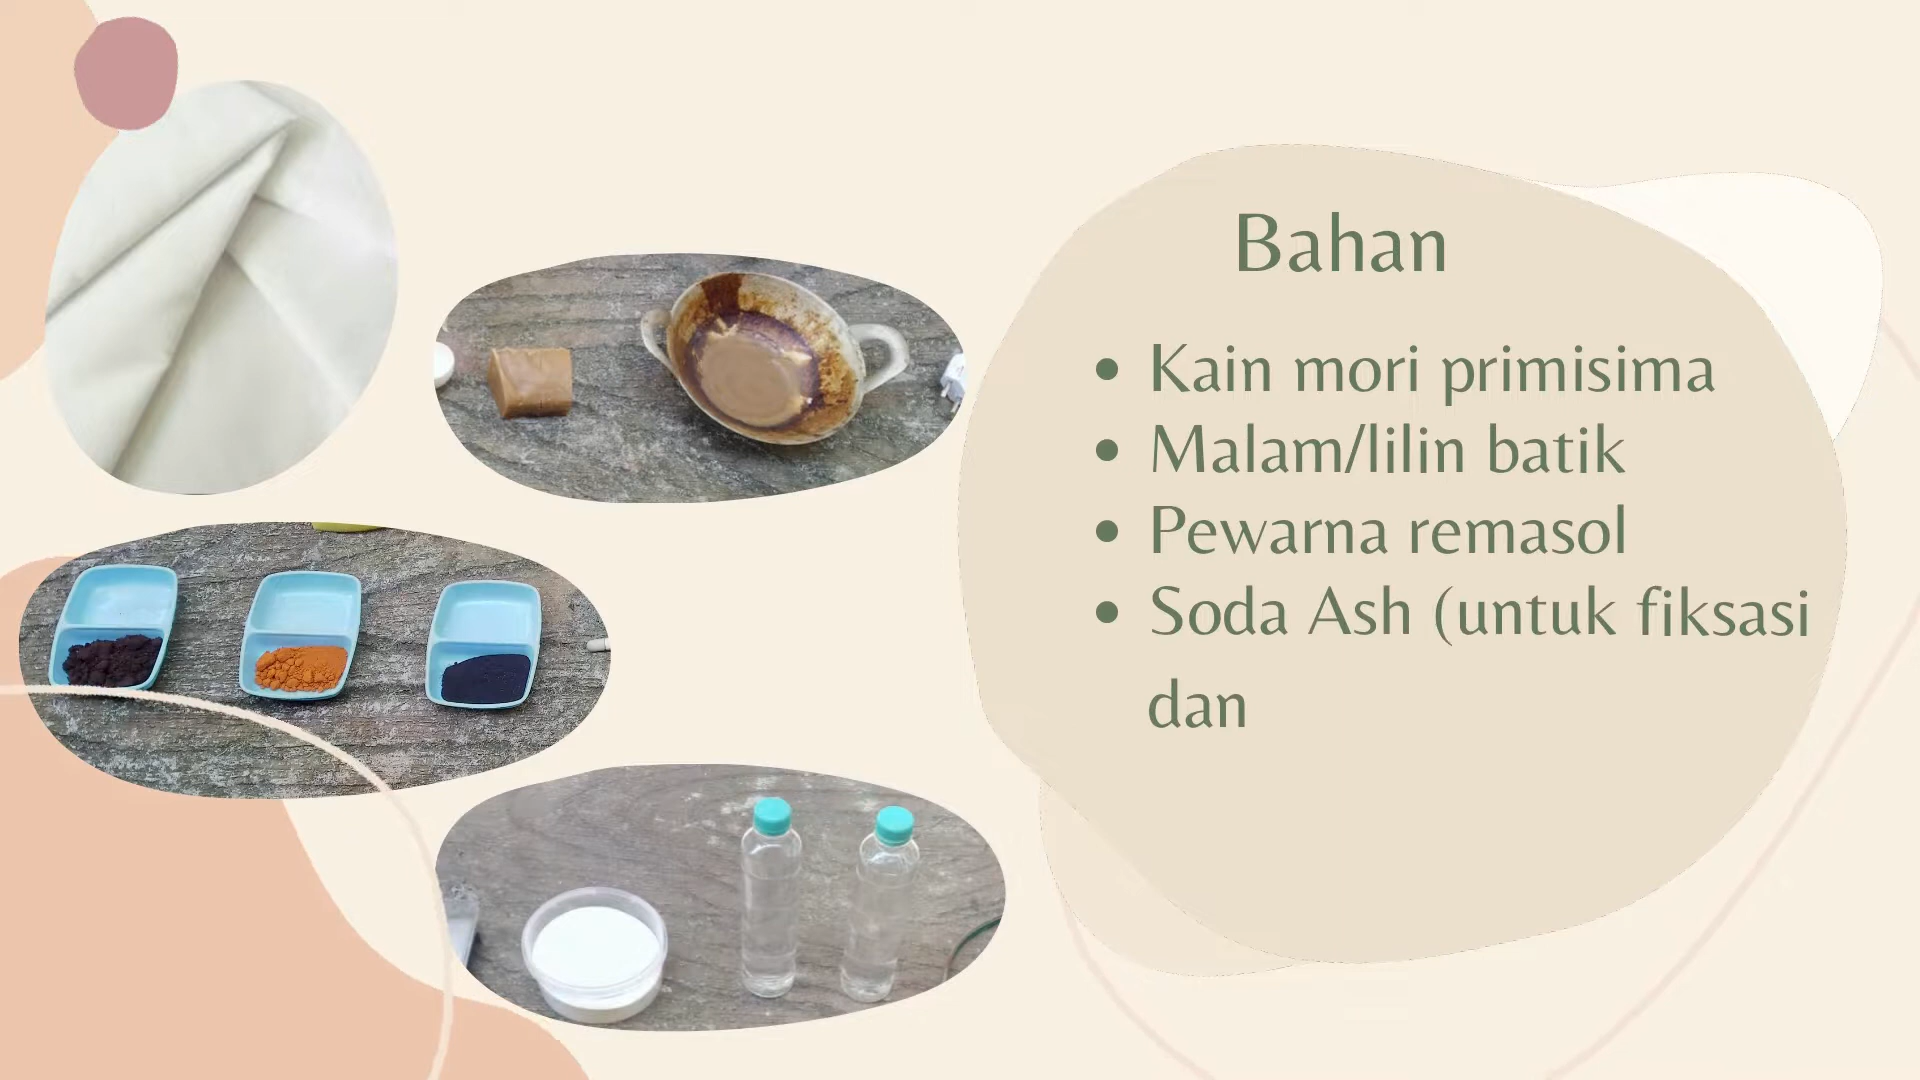 Bahan
Kain mori primisima
Malam/lilin batik
Pewarna remasol
Soda Ash (untuk fiksasi
dan